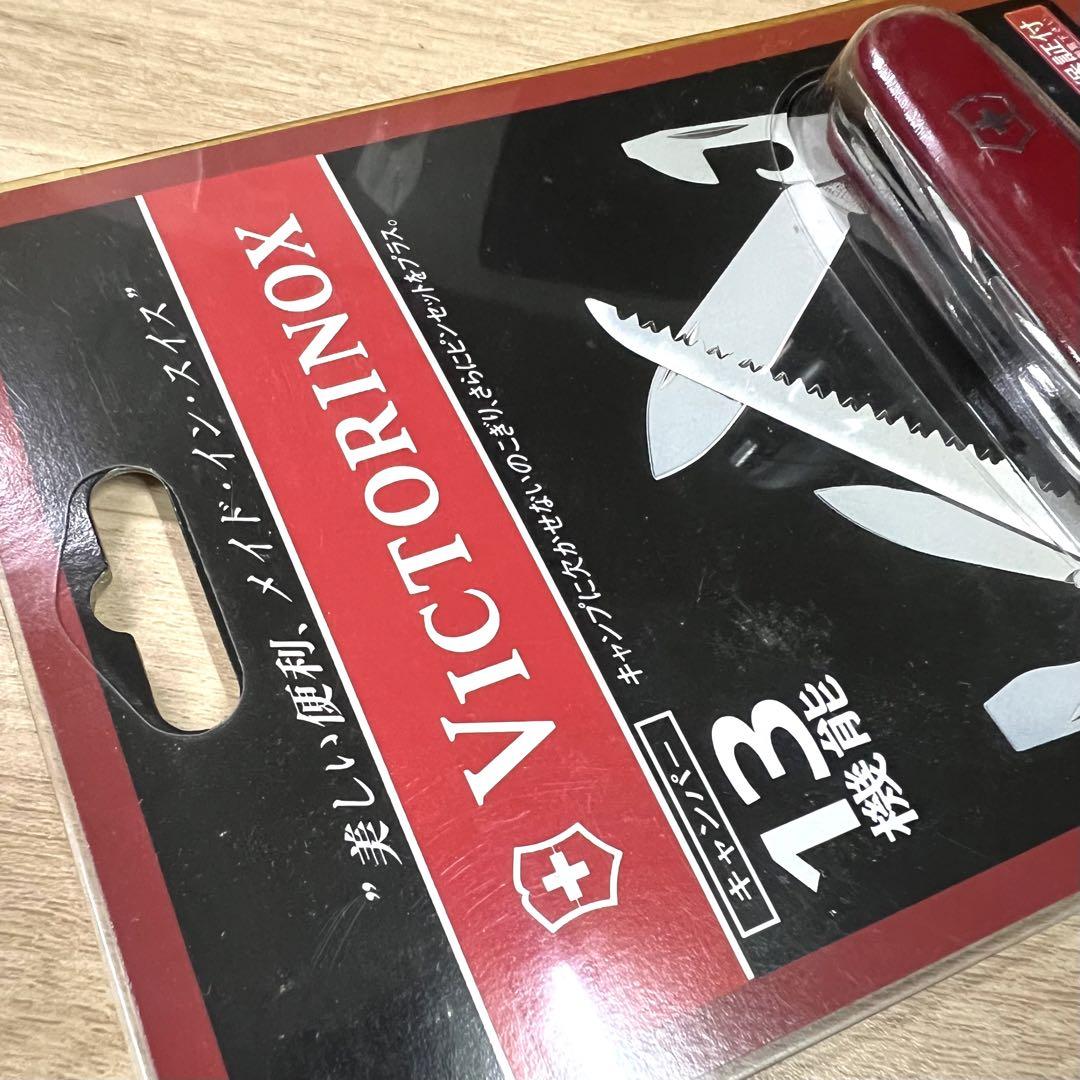 "美しい便利、メイド・イン・スイス"
VICTORINOX
キャンプに欠かせないのこぎり、さらにピンセットをプラス。
キャンパー
13
機能